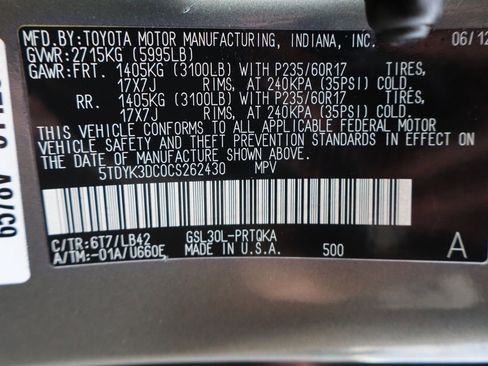 MFD.BY:TOYOTA MOTOR MANUFACTURING, INDIANA, INC. 06/12
GVWR:2715KG (5995LB)
GAWR:FRT. 1405KG (3100LB) WITH P235/60R17 TIRES,
17X7J RIMS, AT 240KPA (35PSI) COLD.
RR. 1405KG (3100LB) WITH P235/60R17 TIRES,
17X7J RIMS, AT 240KPA (35PSI) COLD.
THIS VEHICLE CONFORMS TO ALL APPLICABLE FEDERAL MOTOR
VEHICLE SAFETY AND THEFT PREVENTION STANDARDS IN EFFECT ON
THE DATE OF MANUFACTURE SHOWN ABOVE.
5TDYK3DC0CS262430 MPV
C/TR:6T7/LB42 GSL30L-PRTQKA
A/TM:-01A/U660E MADE IN U.S.A. 500 A